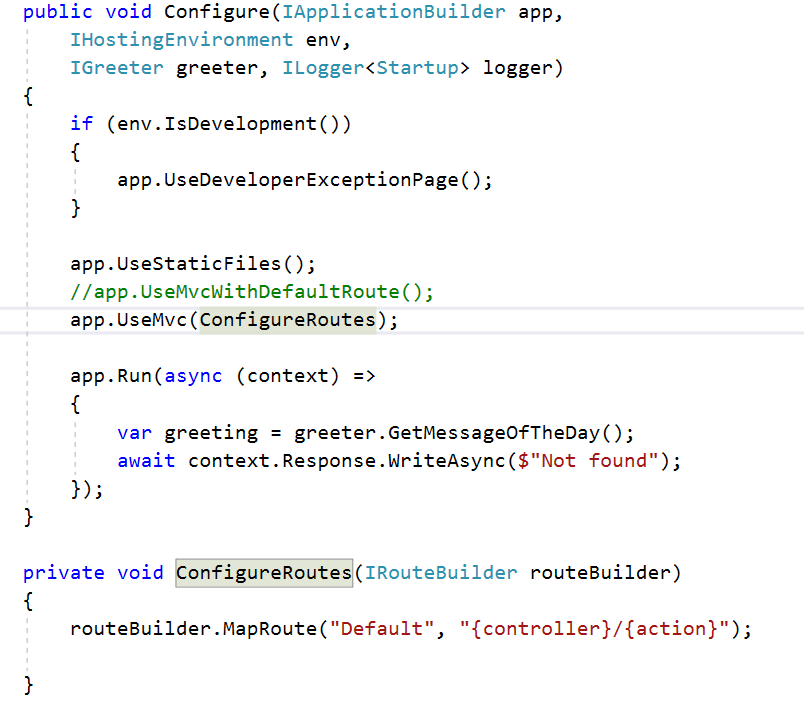 public void Configure(IApplicationBuilder app,
    IHostingEnvironment env,
    IGreeter greeter, ILogger<Startup> logger)
{
    if (env.IsDevelopment())
    {
        app.UseDeveloperExceptionPage();
    }

    app.UseStaticFiles();
    //app.UseMvcWithDefaultRoute();
    app.UseMvc(ConfigureRoutes);

    app.Run(async (context) =>
    {
        var greeting = greeter.GetMessageOfTheDay();
        await context.Response.WriteAsync($"Not found");
    });
}

private void ConfigureRoutes(IRouteBuilder routeBuilder)
{
    routeBuilder.MapRoute("Default", "{controller}/{action}");

}